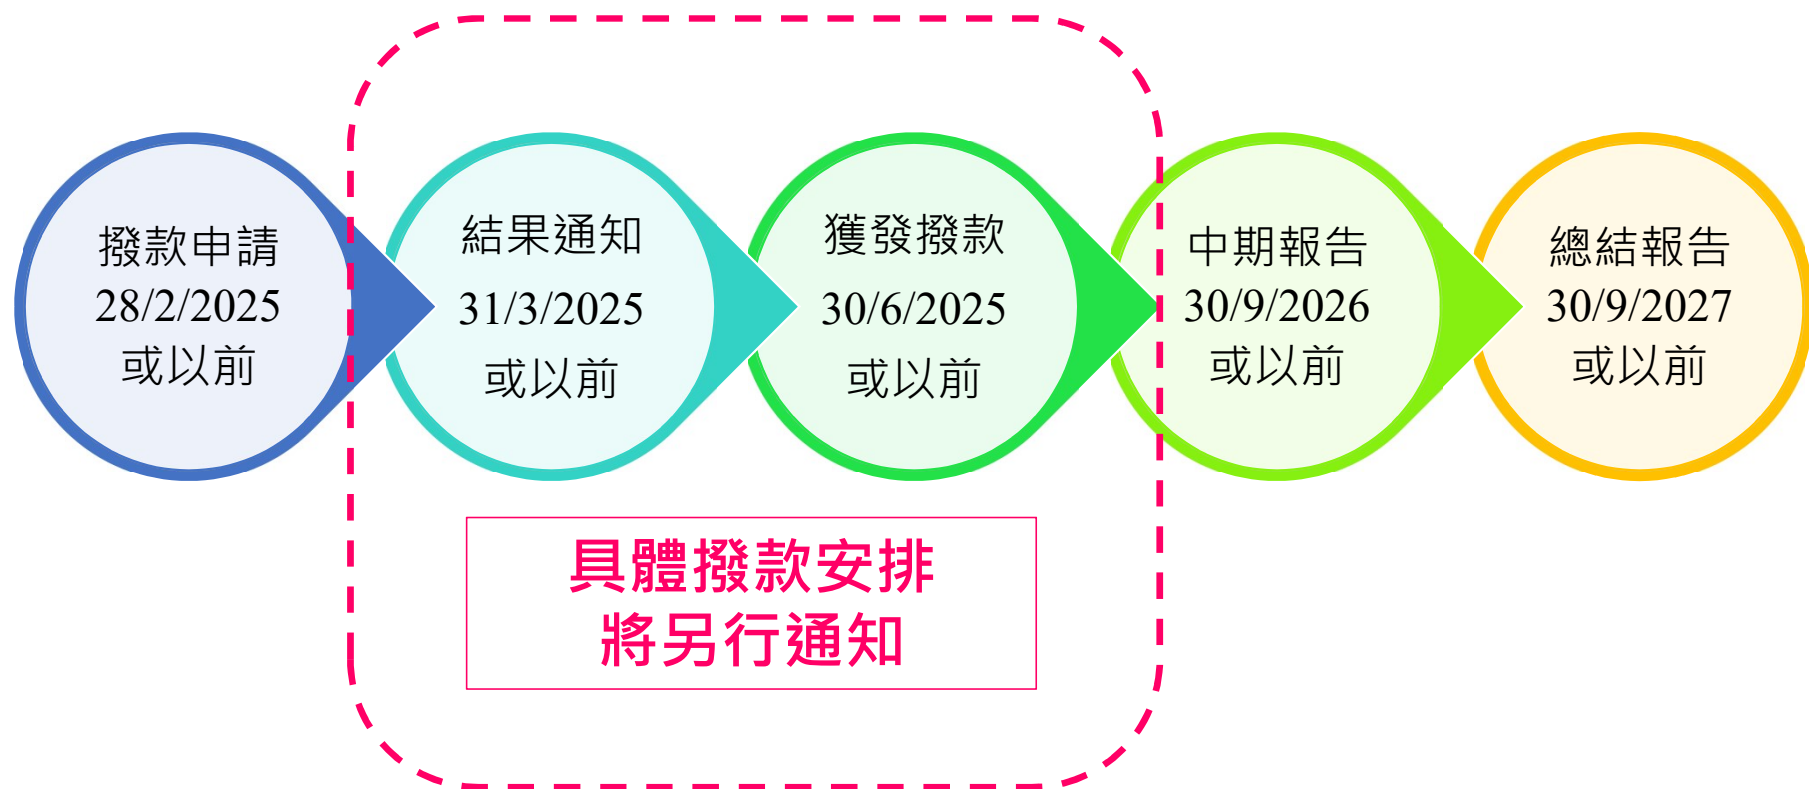 撥款申請
28/2/2025
或以前
結果通知
31/3/2025
或以前
獲發撥款
30/6/2025
或以前
中期報告
30/9/2026
或以前
總結報告
30/9/2027
或以前
具體撥款安排
將另行通知